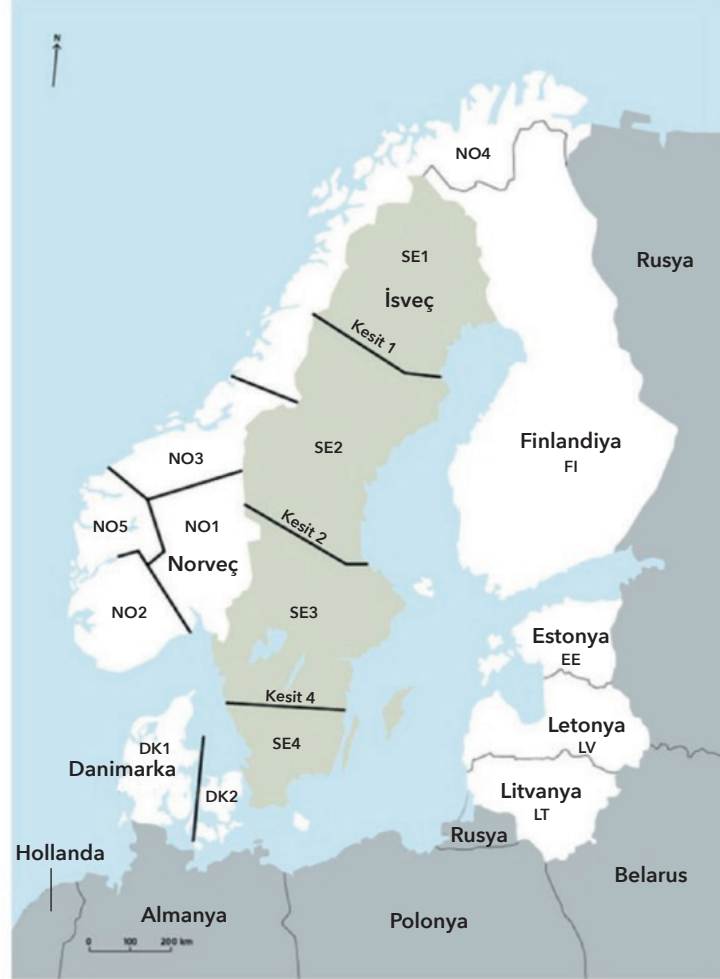 N
NO4
Rusya
SE1
İsveç
Kesit 1
SE2
Finlandiya
FI
NO3
NO5
NO1
Kesit 2
Norveç
NO2
SE3
Estonya
EE
Kesit 4
Letonya
LV
SE4
DK1
Danimarka
DK2
Litvanya
LT
Rusya
Hollanda
Belarus
Almanya
Polonya
0 100 200 km